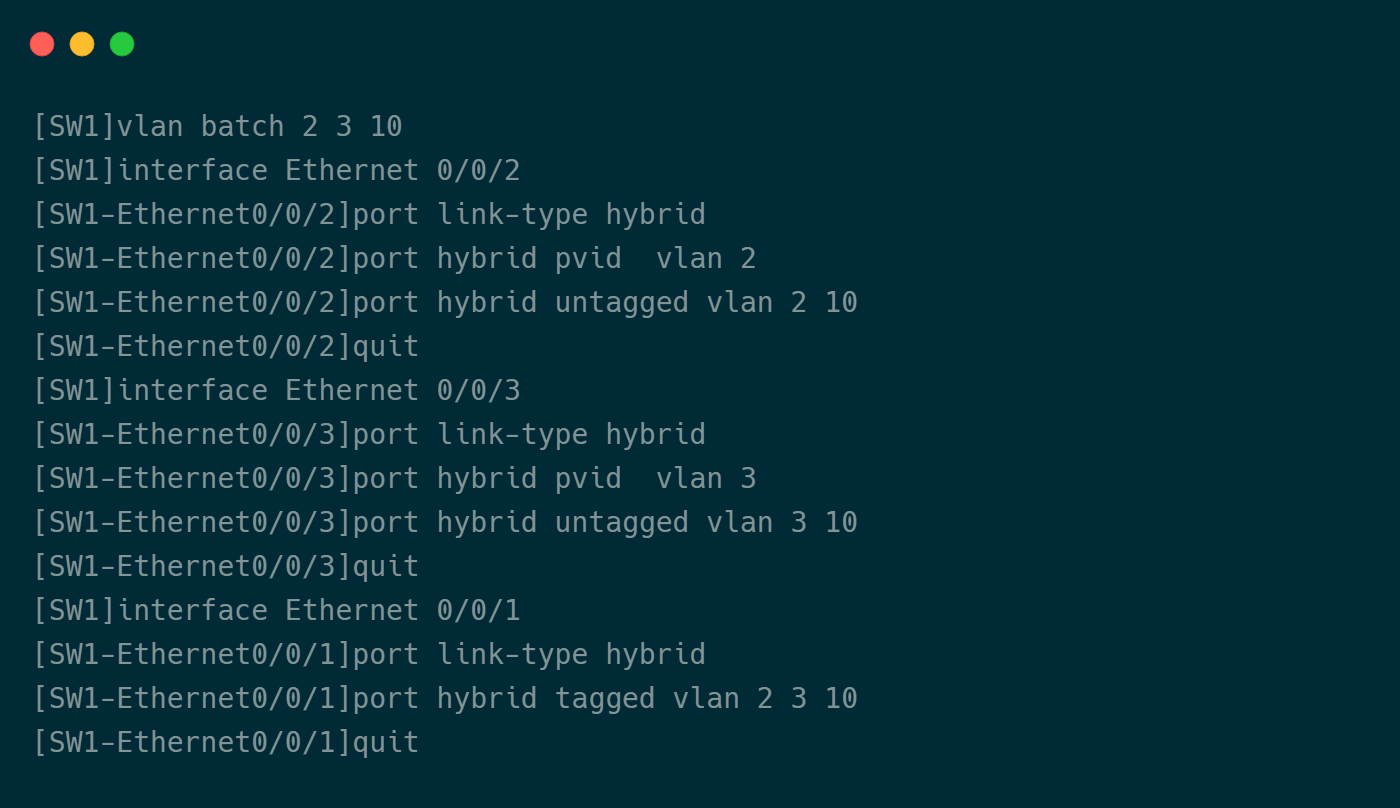 [SW1]vlan batch 2 3 10
[SW1]interface Ethernet 0/0/2
[SW1-Ethernet0/0/2]port link-type hybrid
[SW1-Ethernet0/0/2]port hybrid pvid  vlan 2
[SW1-Ethernet0/0/2]port hybrid untagged vlan 2 10
[SW1-Ethernet0/0/2]quit
[SW1]interface Ethernet 0/0/3
[SW1-Ethernet0/0/3]port link-type hybrid
[SW1-Ethernet0/0/3]port hybrid pvid  vlan 3
[SW1-Ethernet0/0/3]port hybrid untagged vlan 3 10
[SW1-Ethernet0/0/3]quit
[SW1]interface Ethernet 0/0/1
[SW1-Ethernet0/0/1]port link-type hybrid
[SW1-Ethernet0/0/1]port hybrid tagged vlan 2 3 10
[SW1-Ethernet0/0/1]quit